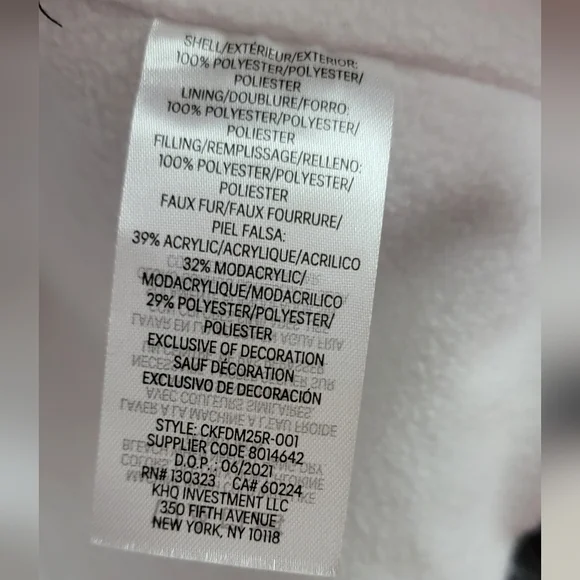 SHELL/EXTÉRIEUR/EXTERIOR:
100% POLYESTER/POLYESTER/
POLIESTER
LINING/DOUBLURE/FORRO:
100% POLYESTER/POLYESTER/
POLIESTER
FILLING/REMPLISSAGE/RELLENO:
100% POLYESTER/POLYESTER/
POLIESTER
FAUX FUR/FAUX FOURRURE/
PIEL FALSA:
39% ACRYLIC/ACRYLIQUE/ACRILICO
32% MODACRYLIC/
MODACRYLIQUE/MODACRILICO
29% POLYESTER/POLYESTER/
POLIESTER
EXCLUSIVE OF DECORATION
SAUF DÉCORATION
EXCLUSIVO DE DECORACIÓN
STYLE: CKFDM25R-001
SUPPLIER CODE 8014642
D.O.P.: 06/2021
RN# 130323 CA# 60224
KHQ INVESTMENT LLC
350 FIFTH AVENUE
NEW YORK, NY 10118